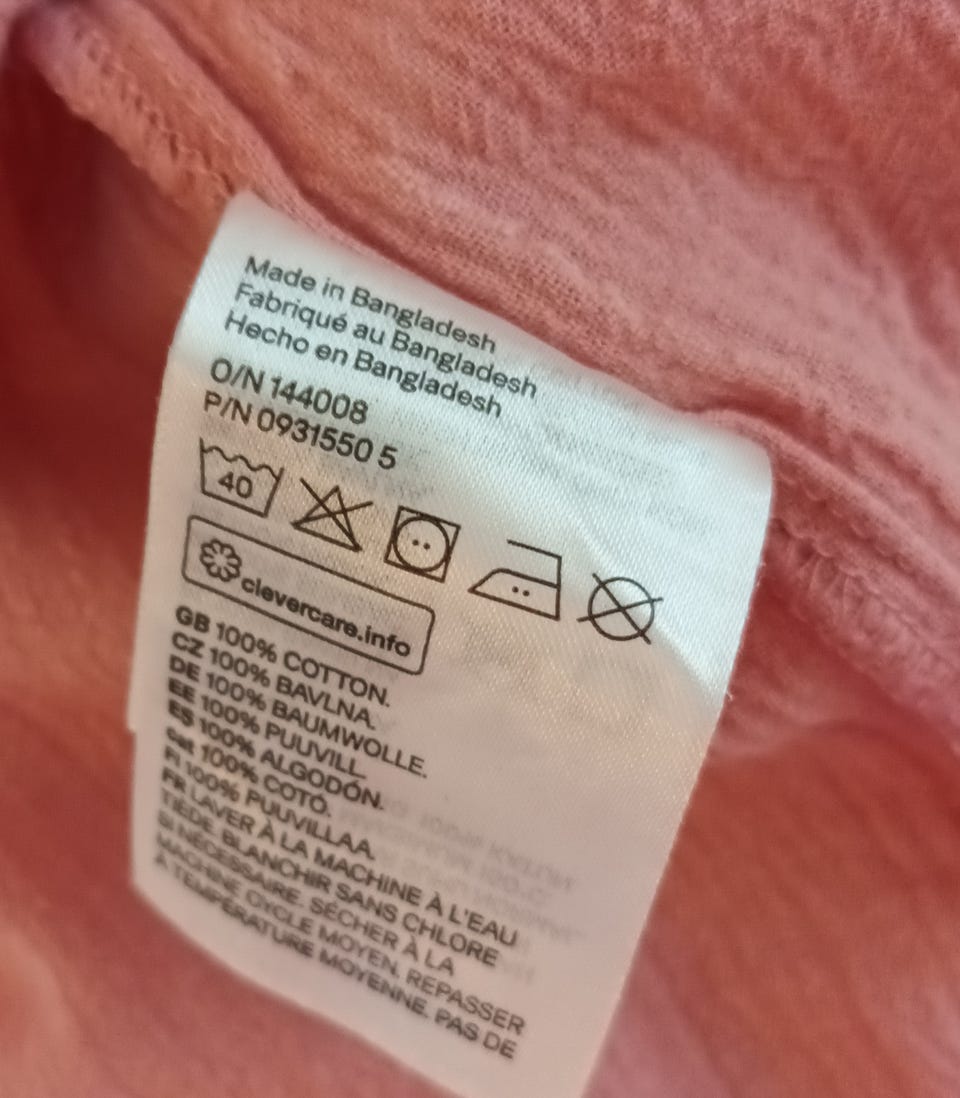 Made in Bangladesh
Fabriqué au Bangladesh
Hecho en Bangladesh
O/N 144008
P/N 0931550 5
40
clevercare.info
GB 100% COTTON.
CZ 100% BAVLNA.
DE 100% BAUMWOLLE.
EE 100% PUUVILL.
ES 100% ALGODÓN.
cat 100% COTÓ.
FI 100% PUUVILLAA.
FR LAVER À LA MACHINE À L'EAU
TIÈDE. BLANCHIR SANS CHLORE
SI NÉCESSAIRE. SÉCHER À LA
MACHINE CYCLE MOYEN. REPASSER
À TEMPÉRATURE MOYENNE. PAS DE